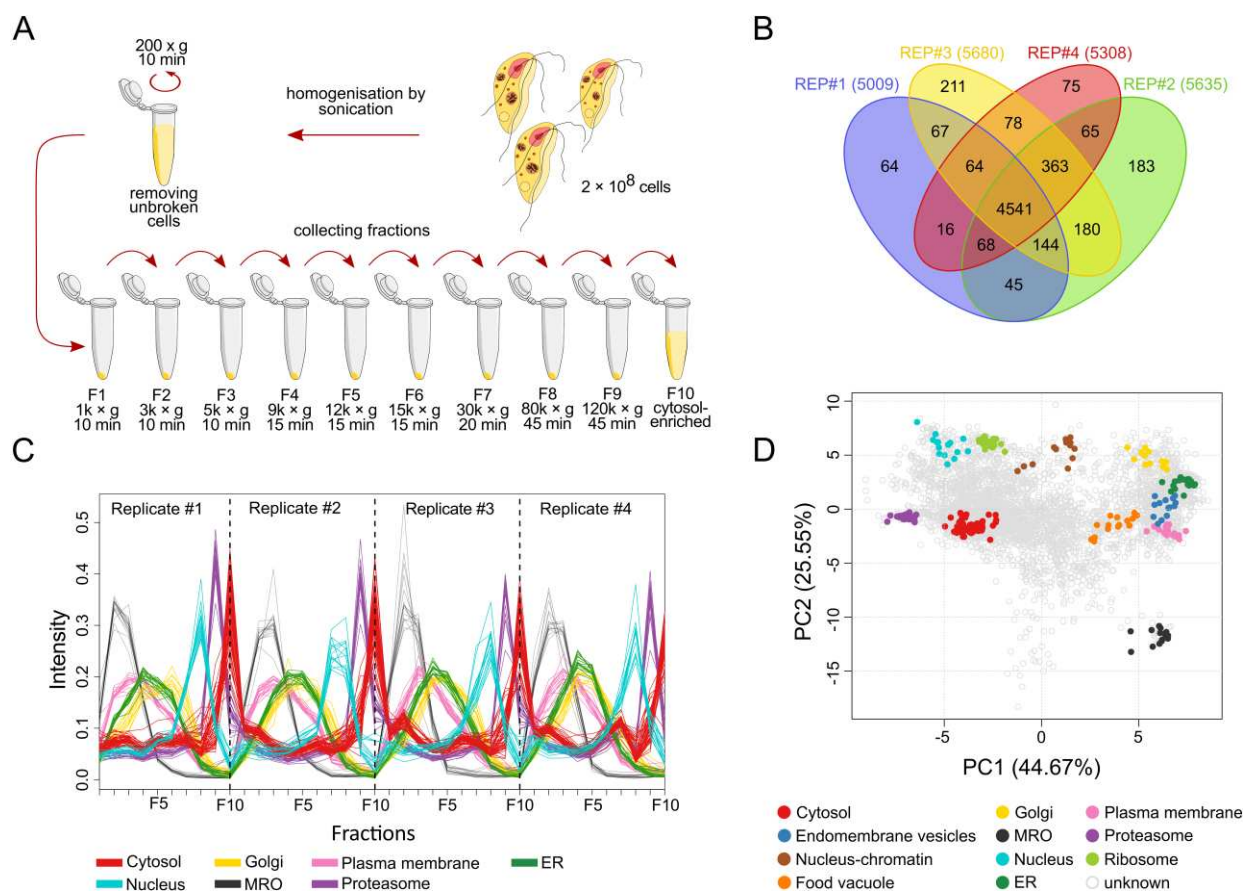 A
200 x g
10 min
homogenisation by
sonication
removing
unbroken
cells
2 × 10⁸ cells
collecting fractions
F1
1k × g
10 min
F2
3k × g
10 min
F3
5k × g
10 min
F4
9k × g
15 min
F5
12k × g
15 min
F6
15k × g
15 min
F7
30k × g
20 min
F8
80k × g
45 min
F9
120k × g
45 min
F10
cytosol-
enriched
B
REP#3 (5680)
REP#4 (5308)
REP#1 (5009)
REP#2 (5635)
211
75
67
78
65
64
64
363
183
4541
16
68
144
180
45
C
Replicate #1
Replicate #2
Replicate #3
Replicate #4
Intensity
0.5
0.4
0.3
0.2
0.1
0.0
F5
F10
F5
F10
F5
F10
F5
F10
Fractions
Cytosol
Golgi
Plasma membrane
ER
Nucleus
MRO
Proteasome
D
PC2 (25.55%)
10
5
0
-5
-10
-15
-5
0
5
PC1 (44.67%)
Cytosol
Golgi
Plasma membrane
Endomembrane vesicles
MRO
Proteasome
Nucleus-chromatin
Nucleus
Ribosome
Food vacuole
ER
unknown